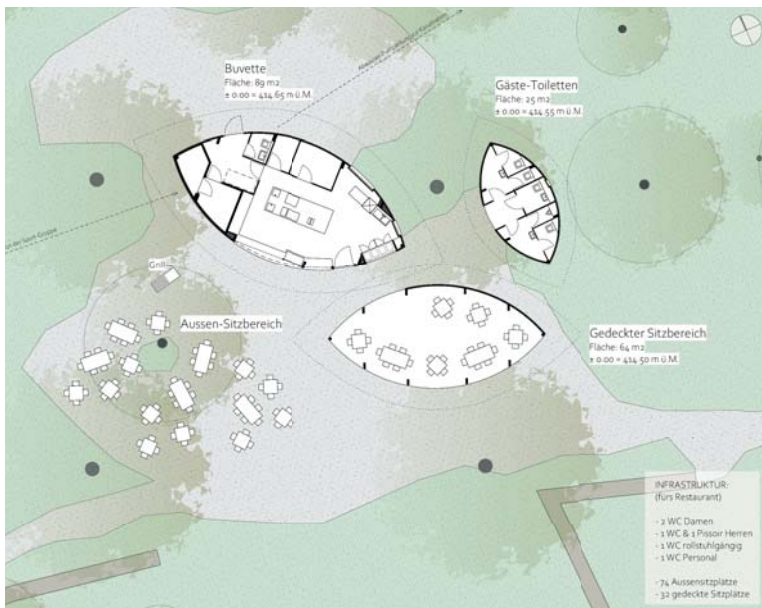 Buvette
Fläche: 89 m2
± 0.00 = 414.65 m ü.M.
Gäste-Toiletten
Fläche: 25 m2
± 0.00 = 414.55 m ü.M.
Grill
Aussen-Sitzbereich
Gedeckter Sitzbereich
Fläche: 64 m2
± 0.00 = 414.50 m ü.M.
INFRASTRUKTUR:
(fürs Restaurant)
- 2 WC Damen
- 1 WC & 1 Pissoir Herren
- 1 WC rollstuhlgängig
- 1 WC Personal
- 74 Aussensitzplätze
- 32 gedeckte Sitzplätze